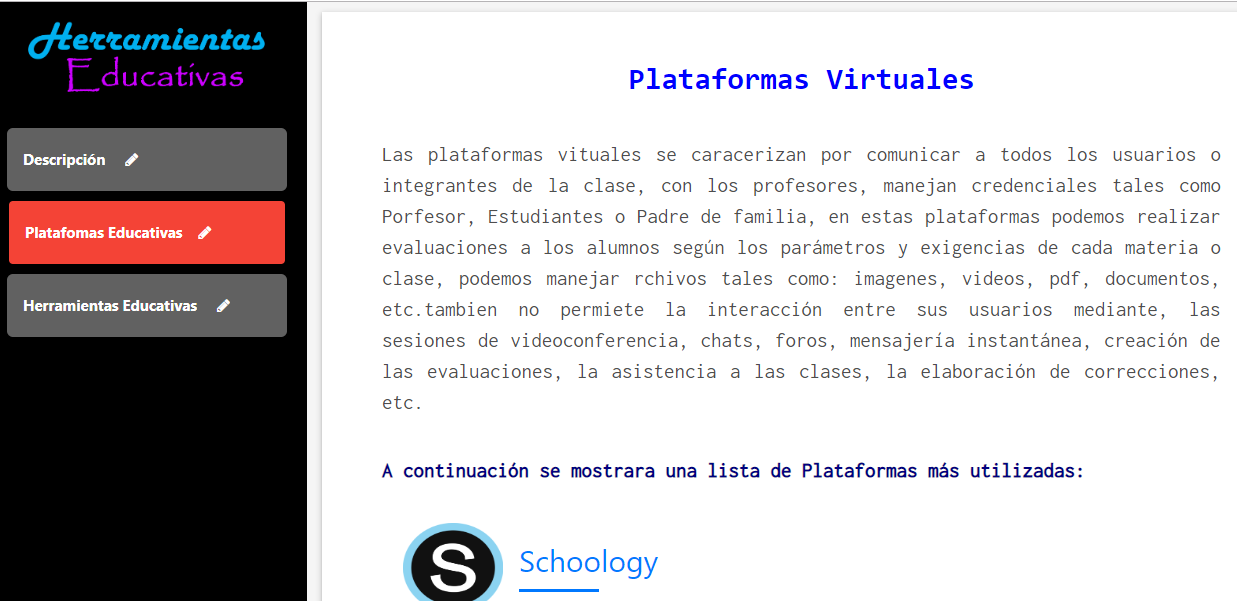 Herramientas
Educativas
Descripción
Platafomas Educativas
Herramientas Educativas
Plataformas Virtuales
Las plataformas vituales se caracerizan por comunicar a todos los usuarios o
integrantes de la clase, con los profesores, manejan credenciales tales como
Porfesor, Estudiantes o Padre de familia, en estas plataformas podemos realizar
evaluaciones a los alumnos según los parámetros y exigencias de cada materia o
clase, podemos manejar rchivos tales como: imagenes, videos, pdf, documentos,
etc.tambien no permiete la interacción entre sus usuarios mediante, las
sesiones de videoconferencia, chats, foros, mensajería instantánea, creación de
las evaluaciones, la asistencia a las clases, la elaboración de correcciones,
etc.
A continuación se mostrara una lista de Plataformas más utilizadas:
S
Schoology